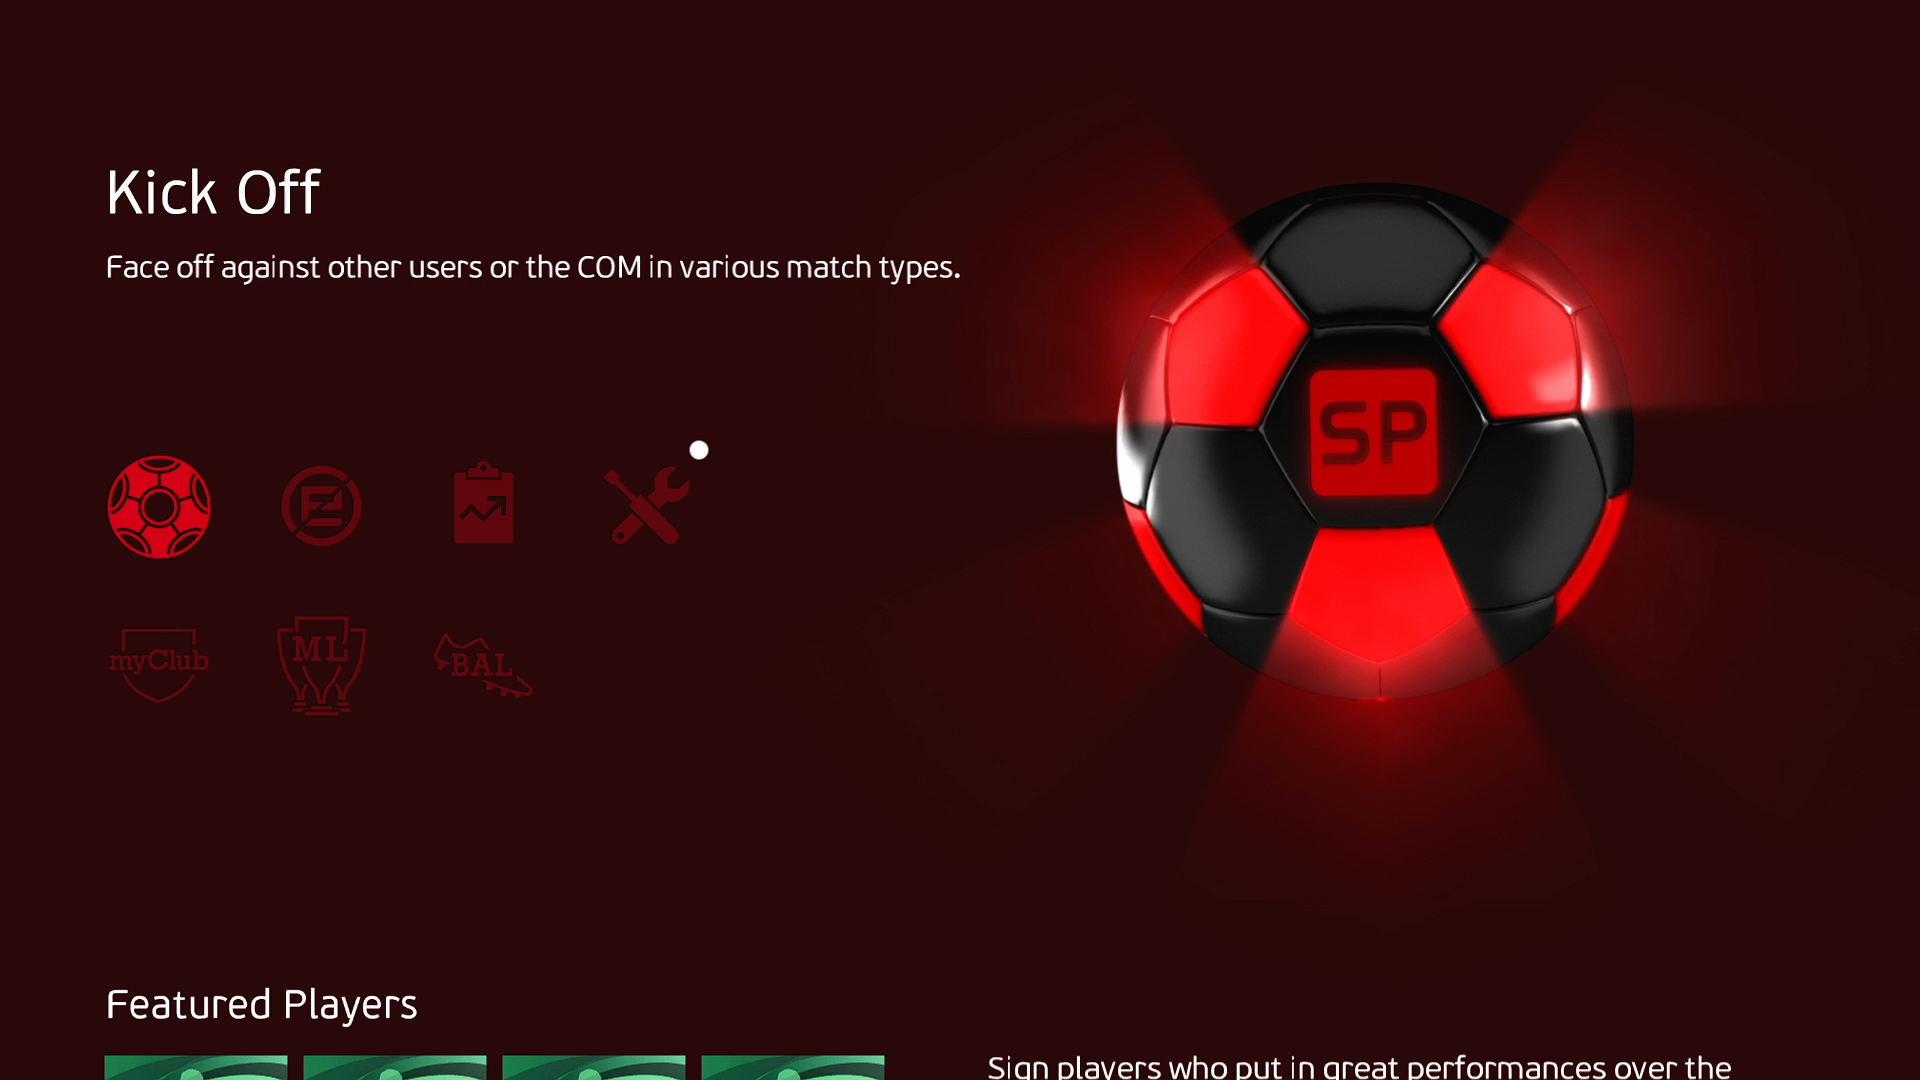 Kick Off
Face off against other users or the COM in various match types.
SP
myClub
ML
BAL
Featured Players
Sign players who put in great performances over the